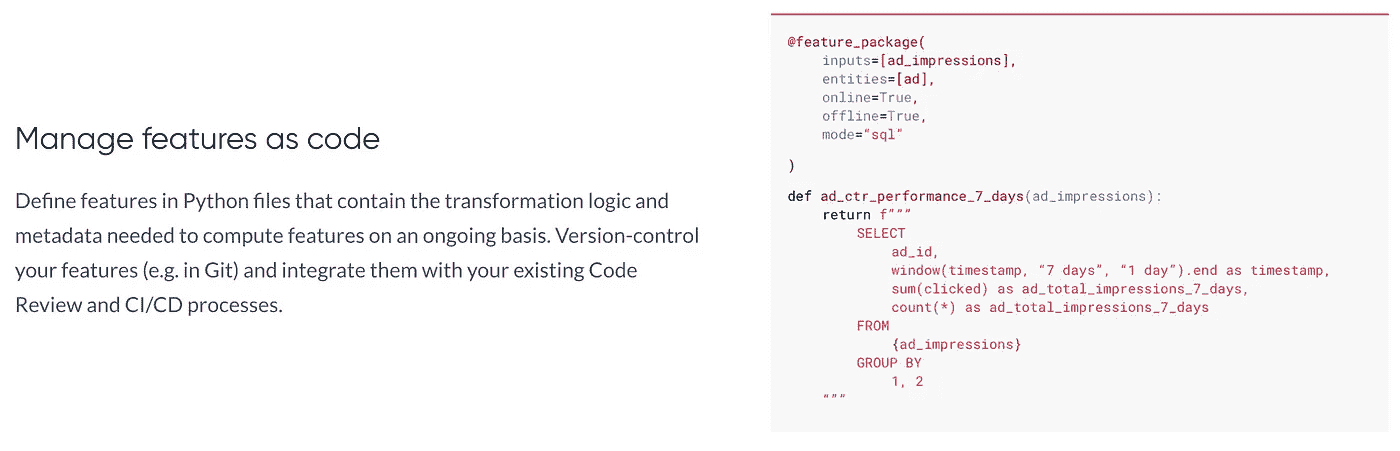 Manage features as code
Define features in Python files that contain the transformation logic and
metadata needed to compute features on an ongoing basis. Version-control
your features (e.g. in Git) and integrate them with your existing Code
Review and CI/CD processes.
@feature_package(
    inputs=[ad_impressions],
    entities=[ad],
    online=True,
    offline=True,
    mode=“sql”
)
def ad_ctr_performance_7_days(ad_impressions):
    return f”””
        SELECT
            ad_id,
            window(timestamp, “7 days”, “1 day”).end as timestamp,
            sum(clicked) as ad_total_impressions_7_days,
            count(*) as ad_total_impressions_7_days
        FROM
            {ad_impressions}
        GROUP BY
            1, 2
    “””